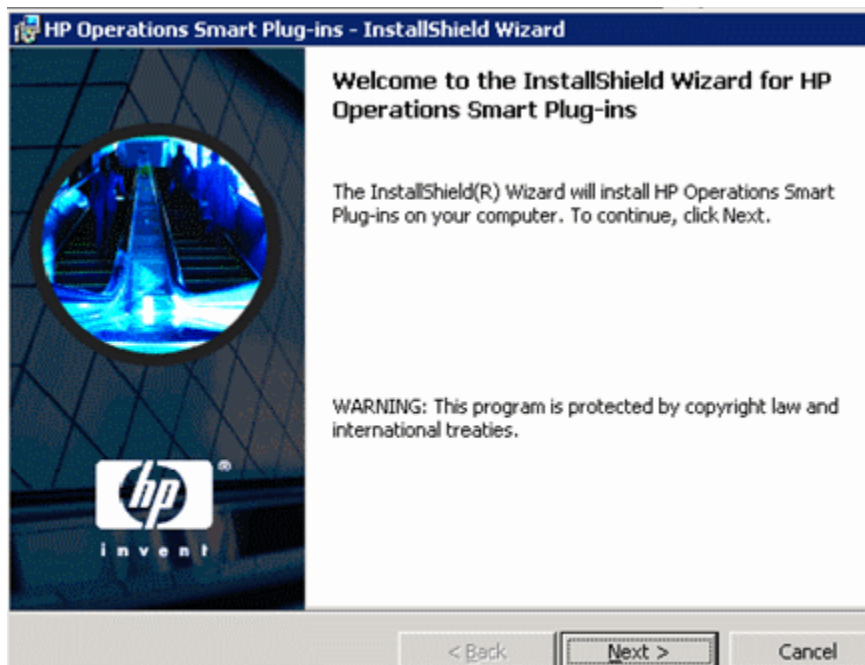 HP Operations Smart Plug-ins - InstallShield Wizard
Welcome to the InstallShield Wizard for HP
Operations Smart Plug-ins
The InstallShield(R) Wizard will install HP Operations Smart
Plug-ins on your computer. To continue, click Next.
WARNING: This program is protected by copyright law and
international treaties.
hp®
invent
< Back
Next >
Cancel